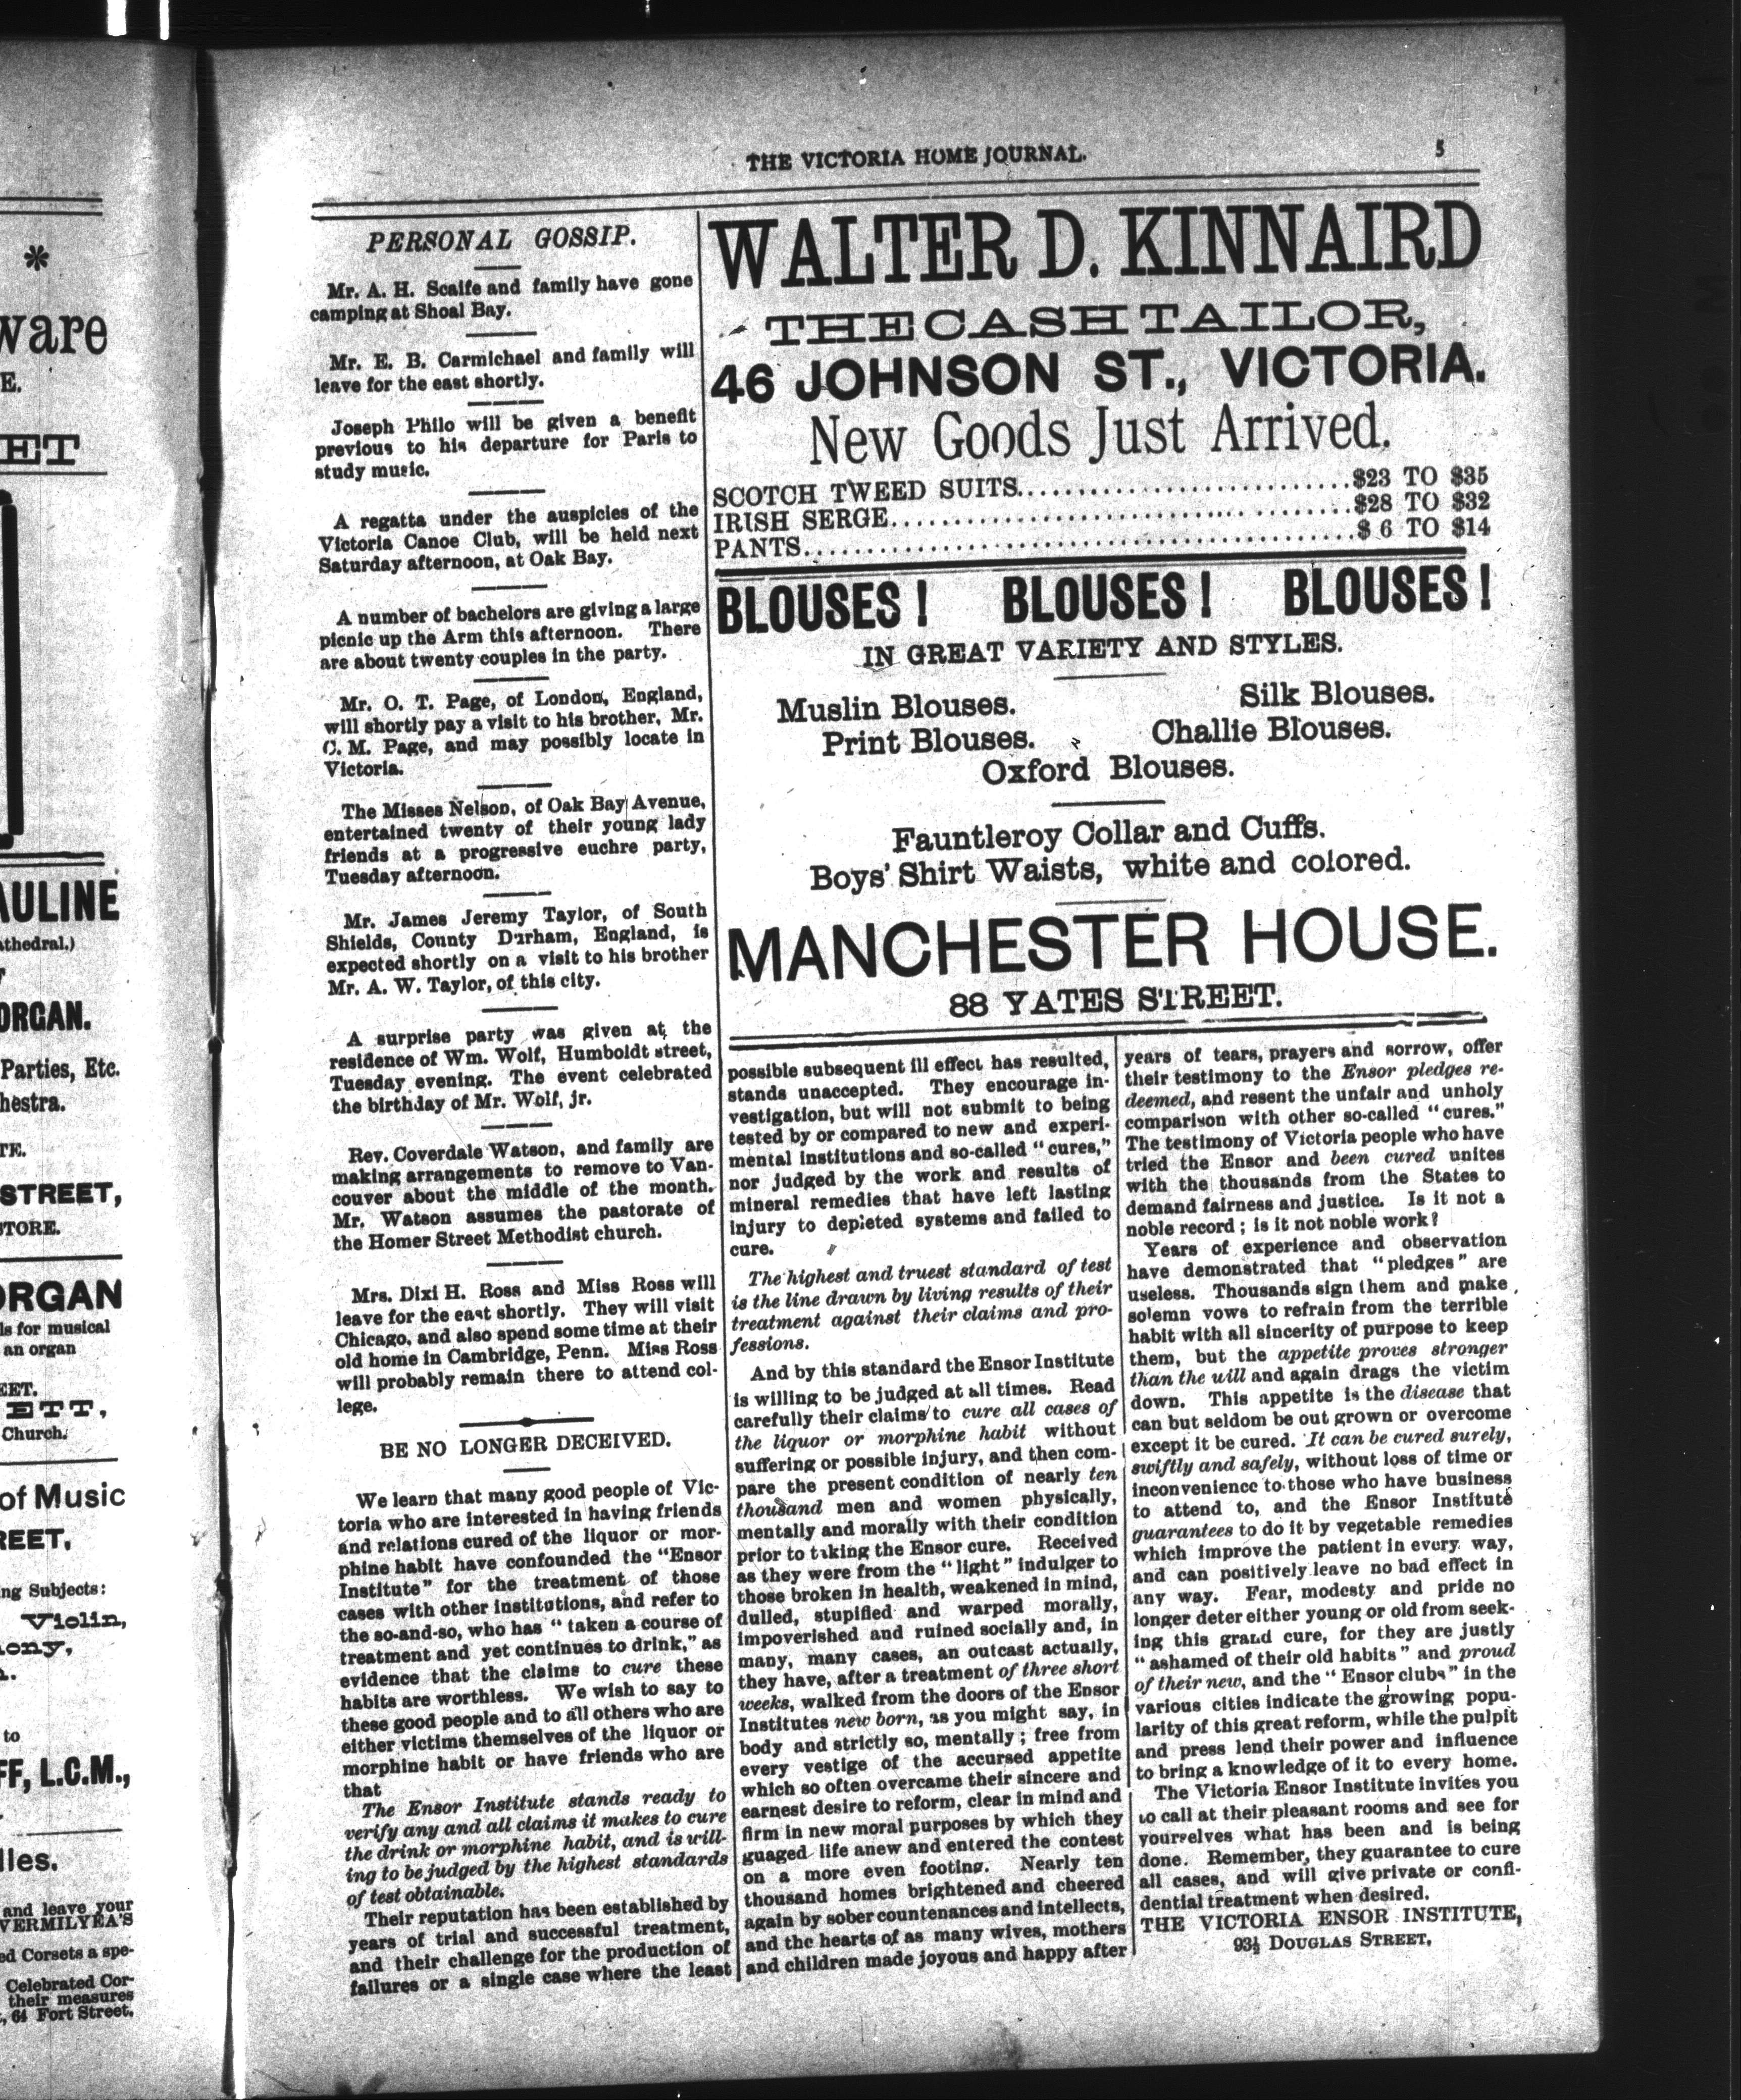 ware
E.
ET
AULINE
athedral.)
ORGAN.
Parties, Etc.
hestra.
TE.
STREET,
STORE.
ORGAN
ls for musical
an organ
EET.
ETT,
Church.
of Music
REET,
ng Subjects:
Violin,
ony,
to
FF, L.C.M.,
lles.
and leave your
VERMILYEA'S
ed Corsets a spe-
Celebrated Cor-
their measures
, 64 Fort Street.
THE VICTORIA HOME JOURNAL.
5
PERSONAL GOSSIP.
Mr. A. H. Scaife and family have gone
camping at Shoal Bay.
Mr. E. B. Carmichael and family will
leave for the east shortly.
Joseph Philo will be given a benefit
previous to his departure for Paris to
study music.
A regatta under the auspicies of the
Victoria Canoe Club, will be held next
Saturday afternoon, at Oak Bay.
A number of bachelors are giving a large
picnic up the Arm this afternoon. There
are about twenty couples in the party.
Mr. O. T. Page, of London, England,
will shortly pay a visit to his brother, Mr.
C. M. Page, and may possibly locate in
Victoria.
The Misses Nelson, of Oak Bay Avenue,
entertained twenty of their young lady
friends at a progressive euchre party,
Tuesday afternoon.
Mr. James Jeremy Taylor, of South
Shields, County Durham, England, is
expected shortly on a visit to his brother
Mr. A. W. Taylor, of this city.
A surprise party was given at the
residence of Wm. Wolf, Humboldt street,
Tuesday evening. The event celebrated
the birthday of Mr. Wolf, jr.
Rev. Coverdale Watson, and family are
making arrangements to remove to Van-
couver about the middle of the month.
Mr. Watson assumes the pastorate of
the Homer Street Methodist church.
Mrs. Dixi H. Ross and Miss Ross will
leave for the east shortly. They will visit
Chicago, and also spend some time at their
old home in Cambridge, Penn. Miss Ross
will probably remain there to attend col-
lege.
BE NO LONGER DECEIVED.
We learn that many good people of Vic-
toria who are interested in having friends
and relations cured of the liquor or mor-
phine habit have confounded the "Ensor
Institute" for the treatment of those
cases with other institutions, and refer to
the so-and-so, who has "taken a course of
treatment and yet continues to drink," as
evidence that the claims to cure these
habits are worthless. We wish to say to
these good people and to all others who are
either victims themselves of the liquor or
morphine habit or have friends who are
that
The Ensor Institute stands ready to
verify any and all claims it makes to cure
the drink or morphine habit, and is will-
ing to be judged by the highest standards
of test obtainable.
Their reputation has been established by
years of trial and successful treatment,
and their challenge for the production of
failures or a single case where the least
WALTER D. KINNAIRD
THE CASH TAILOR,
46 JOHNSON ST., VICTORIA.
New Goods Just Arrived.
SCOTCH TWEED SUITS..............................$23 TO $35
IRISH SERGE..............................$28 TO $32
PANTS..............................$ 6 TO $14
BLOUSES! BLOUSES! BLOUSES!
IN GREAT VARIETY AND STYLES.
Muslin Blouses. Silk Blouses.
Print Blouses. Challie Blouses.
Oxford Blouses.
Fauntleroy Collar and Cuffs.
Boys' Shirt Waists, white and colored.
MANCHESTER HOUSE.
88 YATES STREET.
possible subsequent ill effect has resulted,
stands unaccepted. They encourage in-
vestigation, but will not submit to being
tested by or compared to new and experi-
mental institutions and so-called "cures,"
nor judged by the work and results of
mineral remedies that have left lasting
injury to depleted systems and failed to
cure.
The highest and truest standard of test
is the line drawn by living results of their
treatment against their claims and pro-
fessions.
And by this standard the Ensor Institute
is willing to be judged at all times. Read
carefully their claims to cure all cases of
the liquor or morphine habit without
suffering or possible injury, and then com-
pare the present condition of nearly ten
thousand men and women physically,
mentally and morally with their condition
prior to taking the Ensor cure. Received
as they were from the "light" indulger to
those broken in health, weakened in mind,
dulled, stupified and warped morally,
impoverished and ruined socially and, in
many, many cases, an outcast actually,
they have, after a treatment of three short
weeks, walked from the doors of the Ensor
Institutes new born, as you might say, in
body and strictly so, mentally; free from
every vestige of the accursed appetite
which so often overcame their sincere and
earnest desire to reform, clear in mind and
firm in new moral purposes by which they
guaged life anew and entered the contest
on a more even footing. Nearly ten
thousand homes brightened and cheered
again by sober countenances and intellects,
and the hearts of as many wives, mothers
and children made joyous and happy after
years of tears, prayers and sorrow, offer
their testimony to the Ensor pledges re-
deemed, and resent the unfair and unholy
comparison with other so-called "cures."
The testimony of Victoria people who have
tried the Ensor and been cured unites
with the thousands from the States to
demand fairness and justice. Is it not a
noble record; is it not noble work?
Years of experience and observation
have demonstrated that "pledges" are
useless. Thousands sign them and make
solemn vows to refrain from the terrible
habit with all sincerity of purpose to keep
them, but the appetite proves stronger
than the will and again drags the victim
down. This appetite is the disease that
can but seldom be out grown or overcome
except it be cured. It can be cured surely,
swiftly and safely, without loss of time or
inconvenience to those who have business
to attend to, and the Ensor Institute
guarantees to do it by vegetable remedies
which improve the patient in every way,
and can positively leave no bad effect in
any way. Fear, modesty and pride no
longer deter either young or old from seek-
ing this grand cure, for they are justly
"ashamed of their old habits" and proud
of their new, and the "Ensor clubs" in the
various cities indicate the growing popu-
larity of this great reform, while the pulpit
and press lend their power and influence
to bring a knowledge of it to every home.
The Victoria Ensor Institute invites you
to call at their pleasant rooms and see for
yourselves what has been and is being
done. Remember, they guarantee to cure
all cases, and will give private or confi-
dential treatment when desired.
THE VICTORIA ENSOR INSTITUTE,
93½ DOUGLAS STREET,